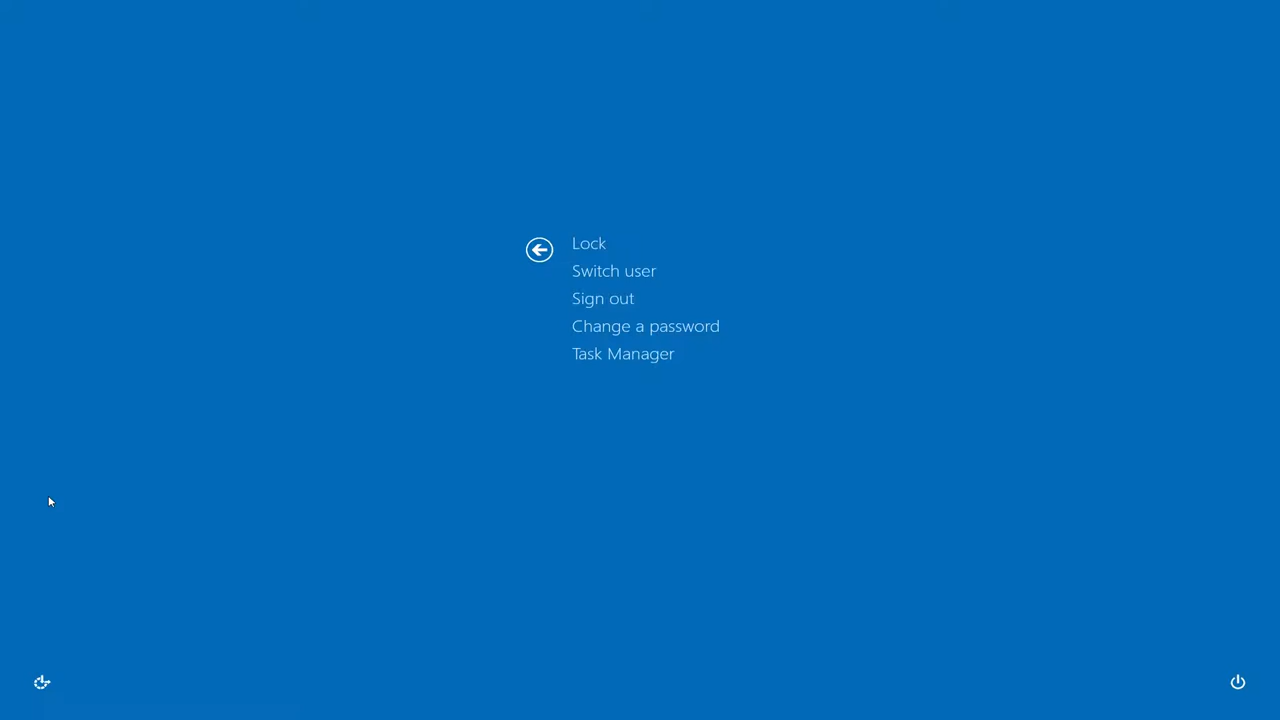 Lock
Switch user
Sign out
Change a password
Task Manager